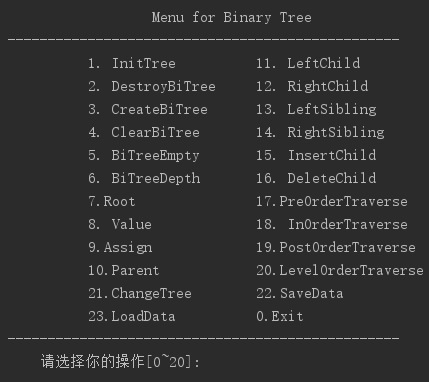 Menu for Binary Tree
-------------------------------------------------
1. InitTree 11. LeftChild
2. DestroyBiTree 12. RightChild
3. CreateBiTree 13. LeftSibling
4. ClearBiTree 14. RightSibling
5. BiTreeEmpty 15. InsertChild
6. BiTreeDepth 16. DeleteChild
7.Root 17.PreOrderTraverse
8. Value 18. InOrderTraverse
9.Assign 19.PostOrderTraverse
10.Parent 20.LevelOrderTraverse
21.ChangeTree 22.SaveData
23.LoadData 0.Exit
-------------------------------------------------
请选择你的操作[0~20]: